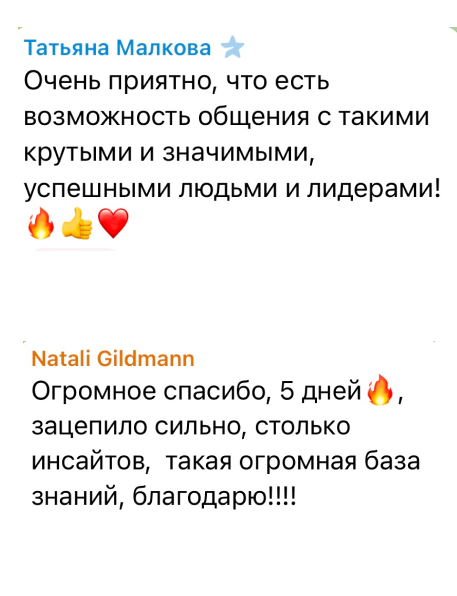 Татьяна Малкова
Очень приятно, что есть
возможность общения с такими
крутыми и значимыми,
успешными людьми и лидерами!
🔥👍❤️
Natali Gildmann
Огромное спасибо, 5 дней🔥,
зацепило сильно, столько
инсайтов,  такая огромная база
знаний, благодарю!!!!